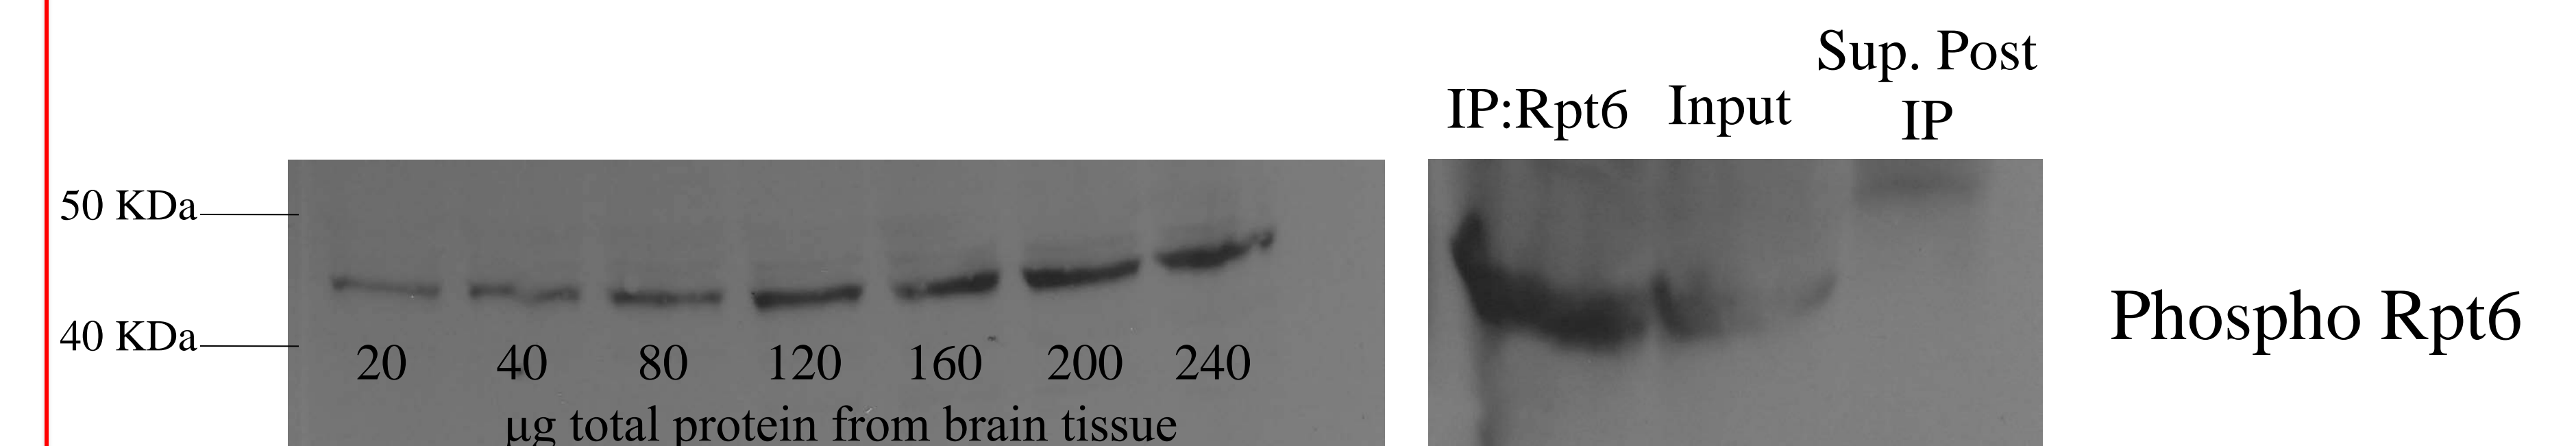 Sup. Post
IP:Rpt6 Input IP
50 KDa
40 KDa
Phospho Rpt6
20 40 80 120 160 200 240
µg total protein from brain tissue